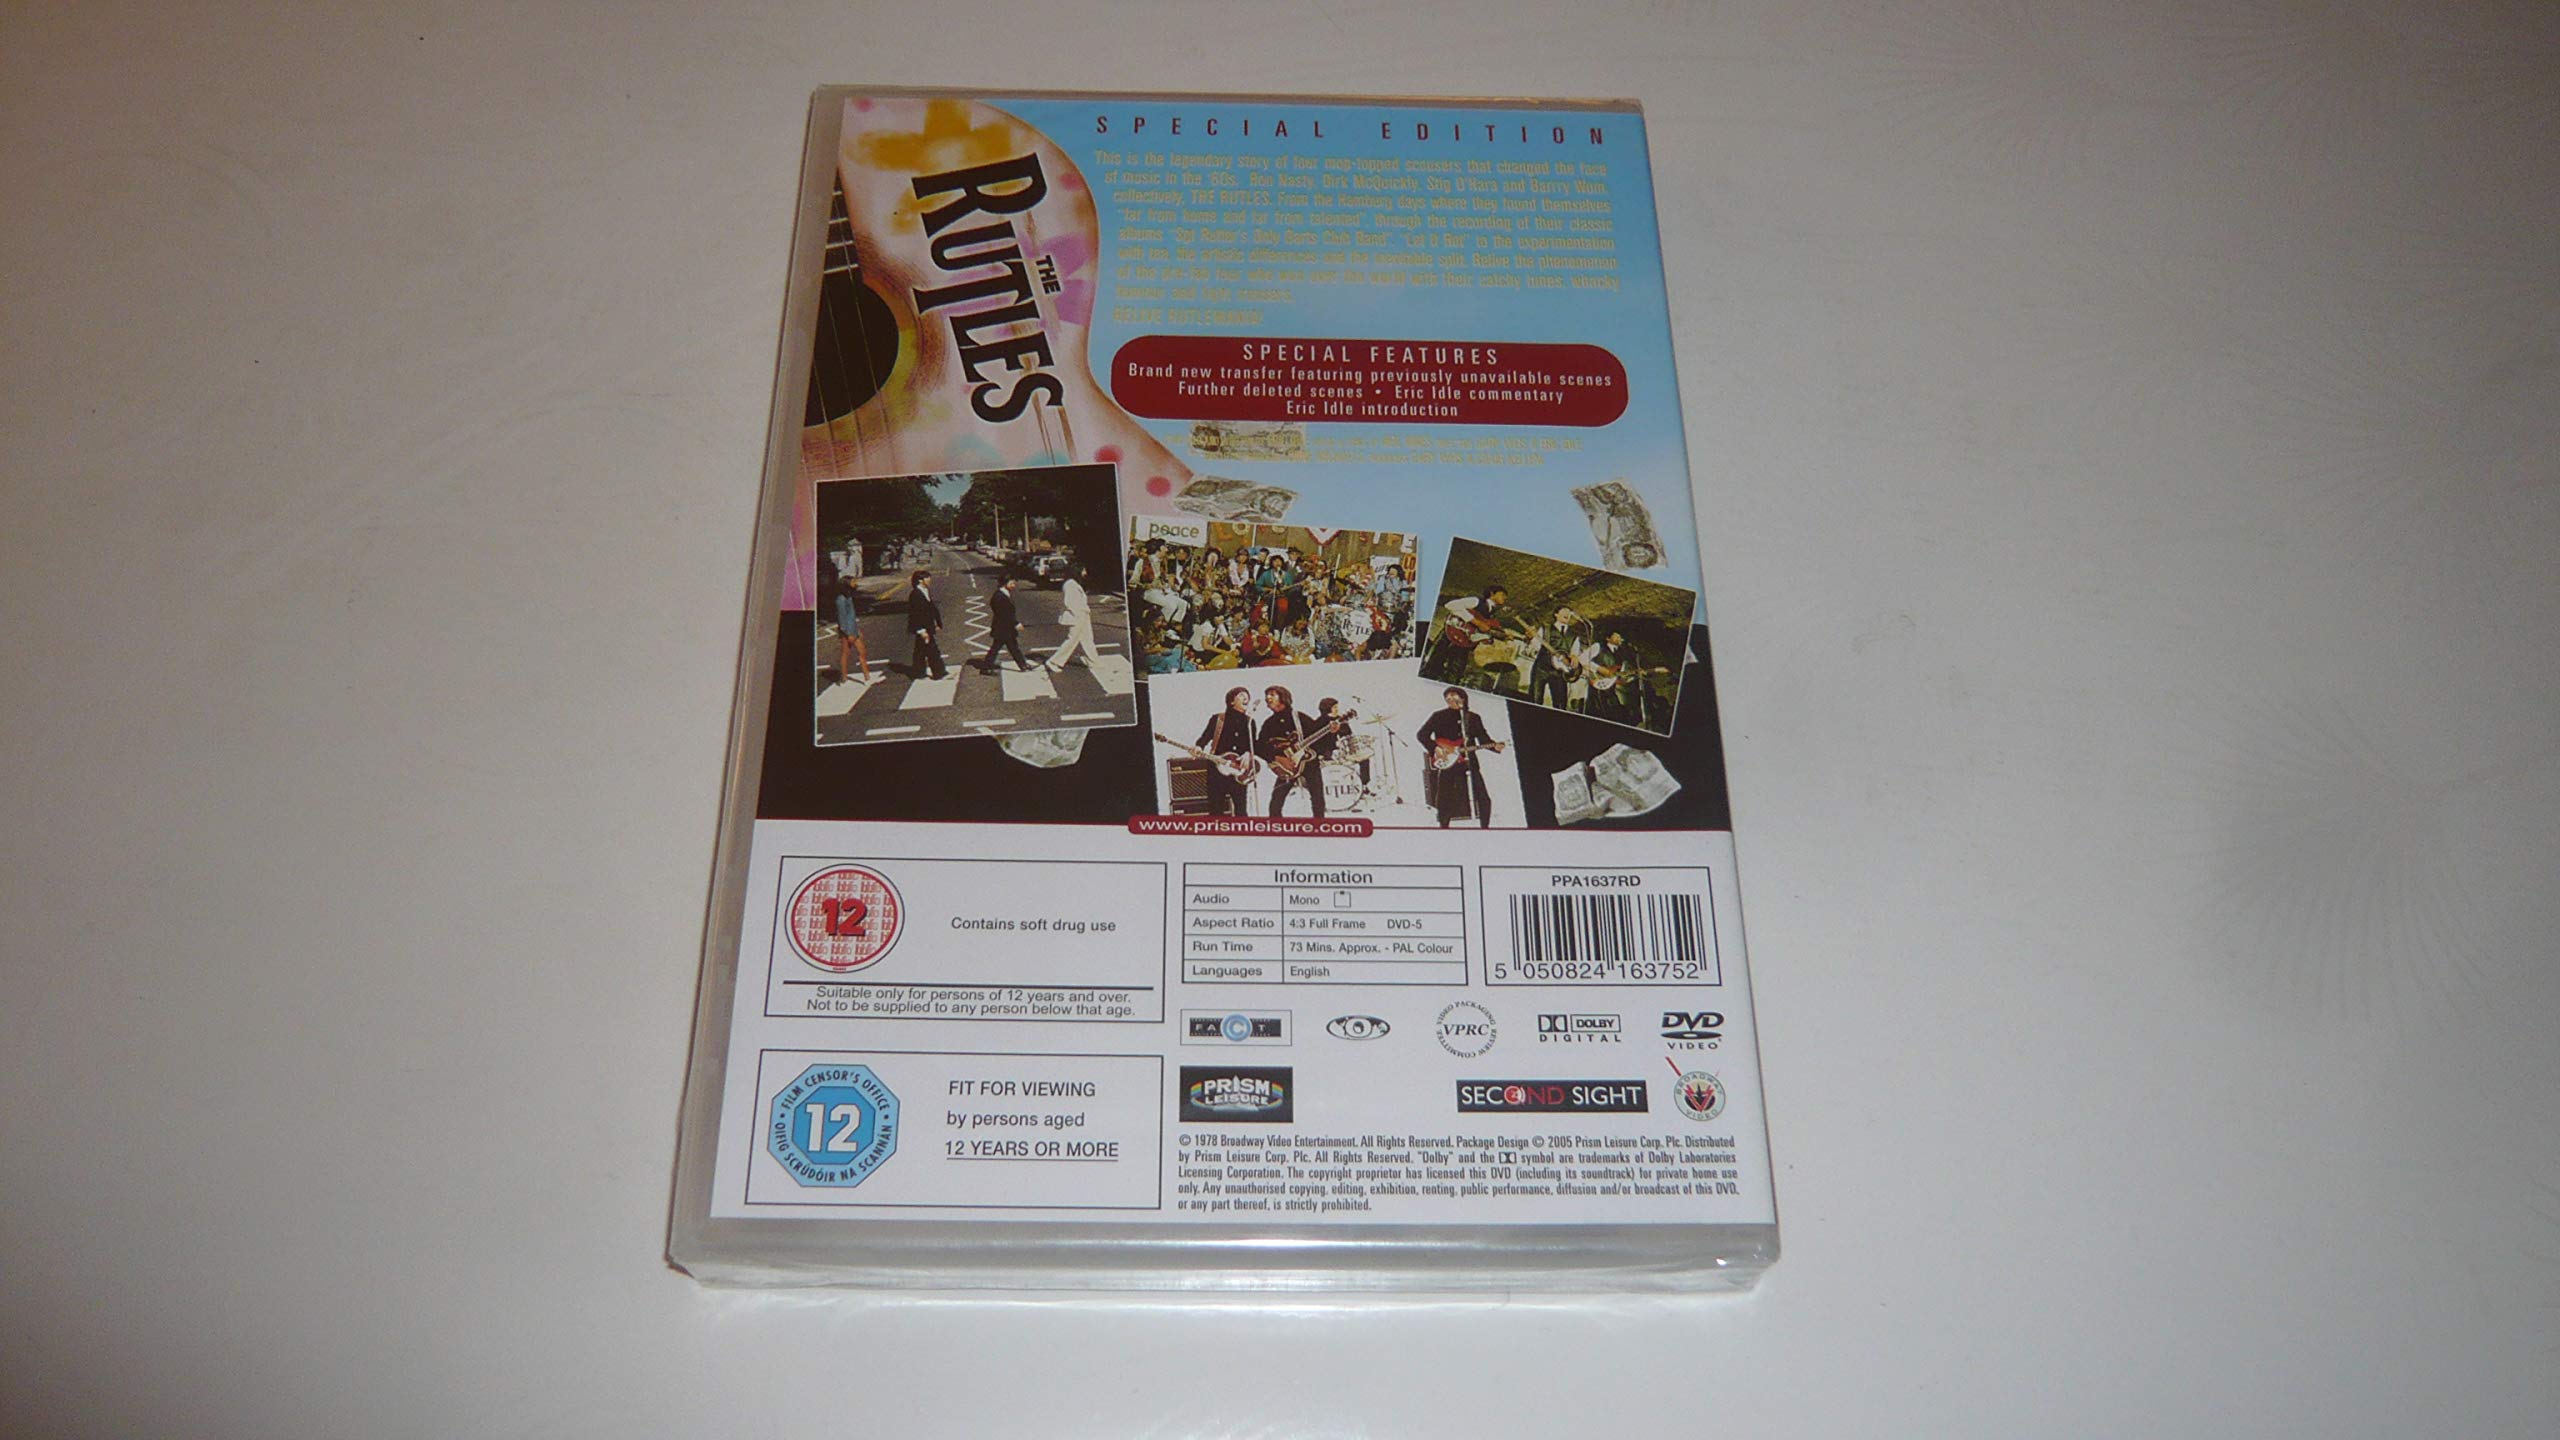 SPECIAL EDITION
THE
RUTLES
This is the legendary story of four mop-topped scousers that changed the face
of music in the '60s. Ron Nasty, Dirk McQuickly, Stig O'Hara and Barrry Wom,
collectively, THE RUTLES. From the Hamburg days where they found themselves
"far from home and far from talented", through the recording of their classic
albums "Sgt Rutter's Only Darts Club Band", "Let it Rot" to the experimentation
with tea, the artistic differences and the inevitable split. Relive the phenomenon
of the pre-fab four who won over the world with their catchy tunes, whacky
humour and tight trousers.
RELIVE RUTLEMANIA!
SPECIAL FEATURES
Brand new transfer featuring previously unavailable scenes
Further deleted scenes • Eric Idle commentary
Eric Idle introduction
peace
RUTLES
UTLES
www.prismleisure.com
12
Contains soft drug use
Suitable only for persons of 12 years and over.
Not to be supplied to any person below that age.
Information
Audio Mono
Aspect Ratio 4:3 Full Frame DVD-5
Run Time 73 Mins. Approx. - PAL Colour
Languages English
PPA1637RD
5 050824 163752
FACT
VIDEO PACKAGING REVIEW COMMITTEE
VPRC
DOLBY
DIGITAL
DVD
VIDEO
FILM CENSOR'S OFFICE
12
OIFIG SCRÚDÓIR NA SCANNÁN
FIT FOR VIEWING
by persons aged
12 YEARS OR MORE
PRISM
LEISURE
SECOND SIGHT
BROADWAY
VIDEO
© 1978 Broadway Video Entertainment. All Rights Reserved. Package Design © 2005 Prism Leisure Corp. Plc. Distributed
by Prism Leisure Corp. Plc. All Rights Reserved. "Dolby" and the symbol are trademarks of Dolby Laboratories
Licensing Corporation. The copyright proprietor has licensed this DVD (including its soundtrack) for private home use
only. Any unauthorised copying, editing, exhibition, renting, public performance, diffusion and/or broadcast of this DVD,
or any part thereof, is strictly prohibited.